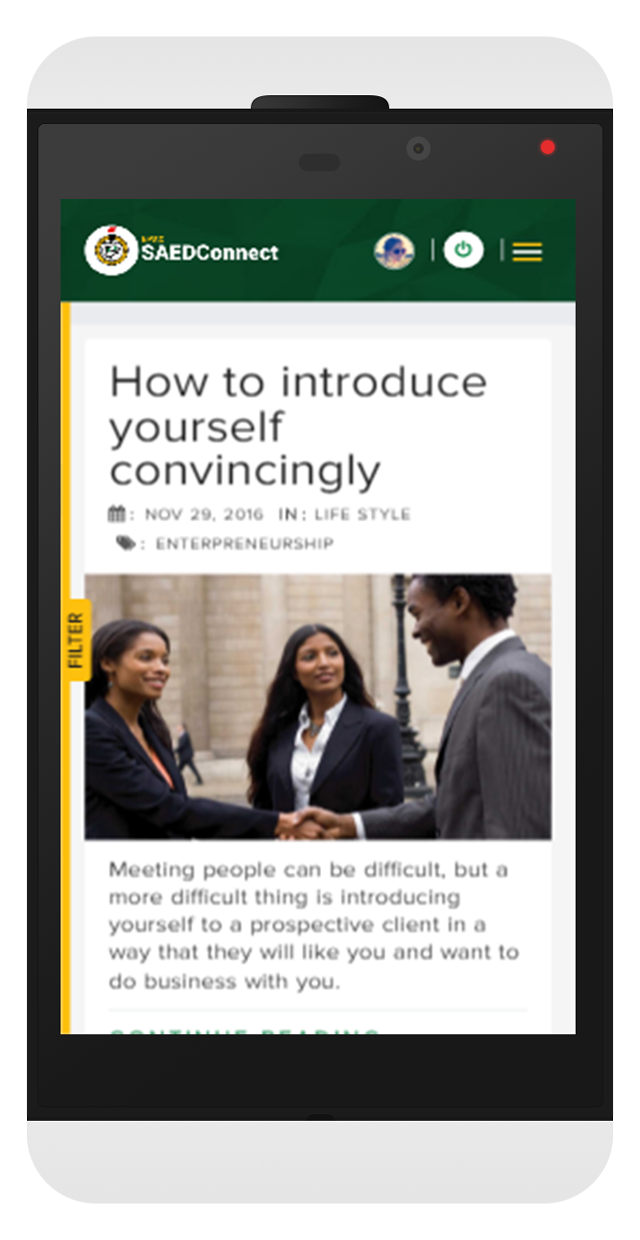 SAEDConnect
How to introduce
yourself
convincingly
: NOV 29, 2016 IN : LIFE STYLE
: ENTERPRENEURSHIP
FILTER
Meeting people can be difficult, but a
more difficult thing is introducing
yourself to a prospective client in a
way that they will like you and want to
do business with you.
CONTINUE READING